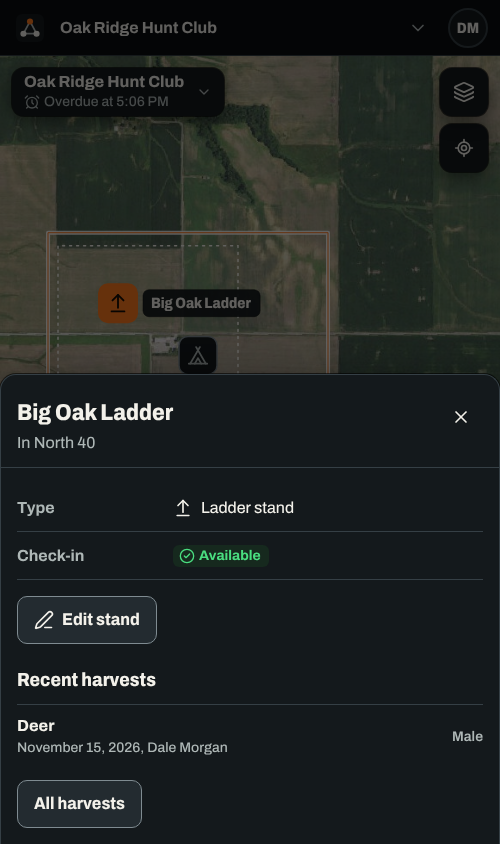 Oak Ridge Hunt Club
DM
Oak Ridge Hunt Club
Overdue at 5:06 PM
Big Oak Ladder
Big Oak Ladder
In North 40
Type
Ladder stand
Check-in
Available
Edit stand
Recent harvests
Deer
November 15, 2026, Dale Morgan
Male
All harvests